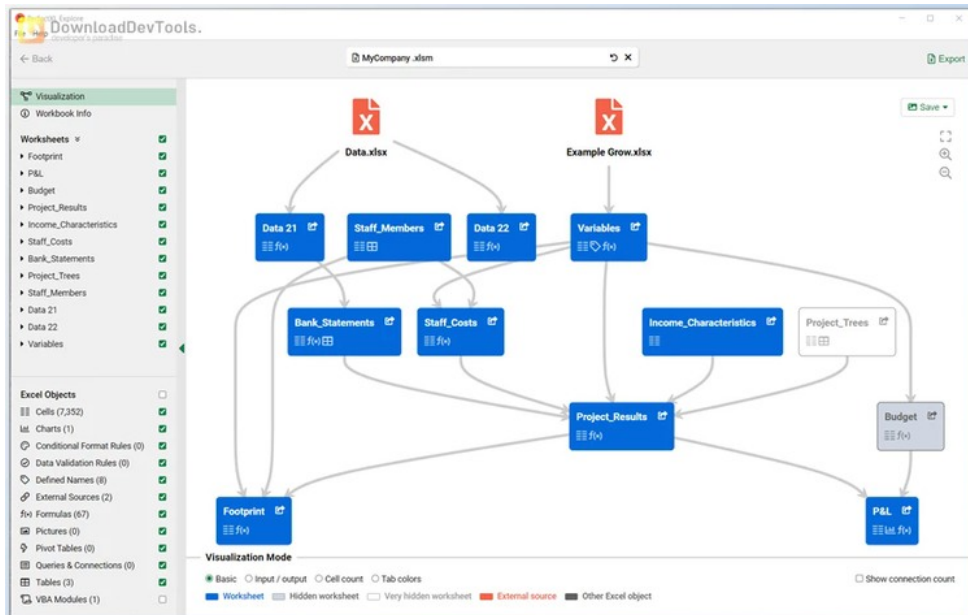 DownloadDevTools.
developer's paradise
File Help
← Back
MyCompany .xlsm
Export
Visualization
Workbook Info
Worksheets
Footprint
P&L
Budget
Project_Results
Income_Characteristics
Staff_Costs
Bank_Statements
Project_Trees
Staff_Members
Data 21
Data 22
Variables
Excel Objects
Cells (7,352)
Charts (1)
Conditional Format Rules (0)
Data Validation Rules (0)
Defined Names (8)
External Sources (2)
f(x) Formulas (67)
Pictures (0)
Pivot Tables (0)
Queries & Connections (0)
Tables (3)
VBA Modules (1)
Save
X
X
Data.xlsx
Example Grow.xlsx
Data 21
f(x)
Staff_Members
Data 22
f(x)
Variables
f(x)
Bank_Statements
f(x)
Staff_Costs
f(x)
Income_Characteristics
Project_Trees
Project_Results
f(x)
Budget
f(x)
Footprint
f(x)
P&L
f(x)
Visualization Mode
Basic Input / output Cell count Tab colors
Show connection count
Worksheet Hidden worksheet Very hidden worksheet External source Other Excel object